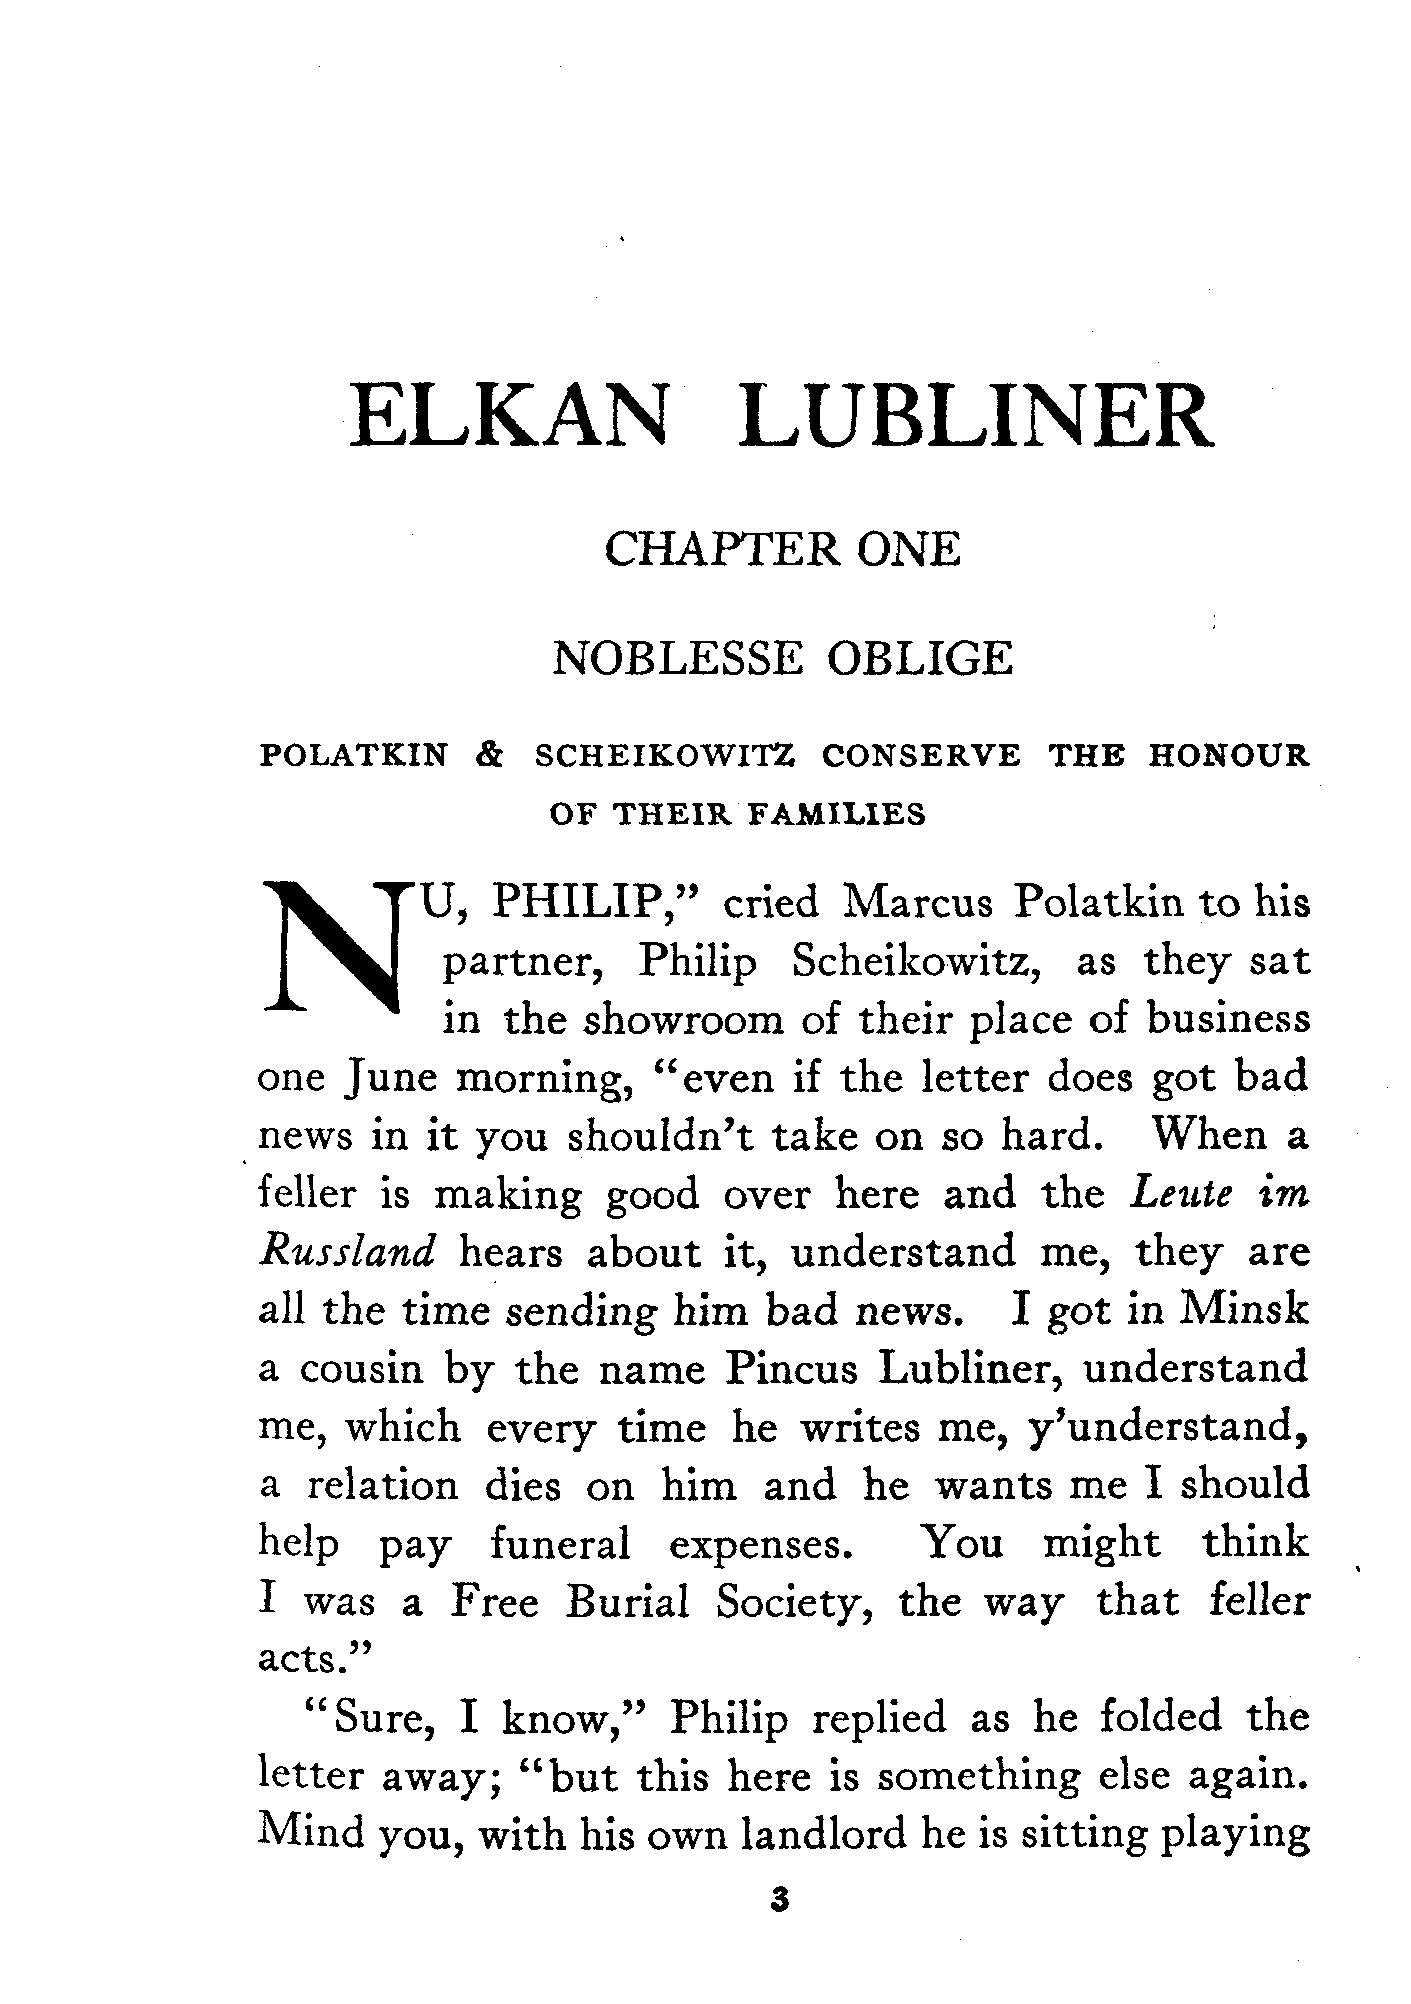 ELKAN LUBLINER
CHAPTER ONE
NOBLESSE OBLIGE
POLATKIN & SCHEIKOWITZ CONSERVE THE HONOUR
OF THEIR FAMILIES
NU, PHILIP,” cried Marcus Polatkin to his
partner, Philip Scheikowitz, as they sat
in the showroom of their place of business
one June morning, “even if the letter does got bad
news in it you shouldn’t take on so hard. When a
feller is making good over here and the Leute im
Russland hears about it, understand me, they are
all the time sending him bad news. I got in Minsk
a cousin by the name Pincus Lubliner, understand
me, which every time he writes me, y’understand,
a relation dies on him and he wants me I should
help pay funeral expenses. You might think
I was a Free Burial Society, the way that feller
acts.”
“Sure, I know,” Philip replied as he folded the
letter away; “but this here is something else again.
Mind you, with his own landlord he is sitting playing
3